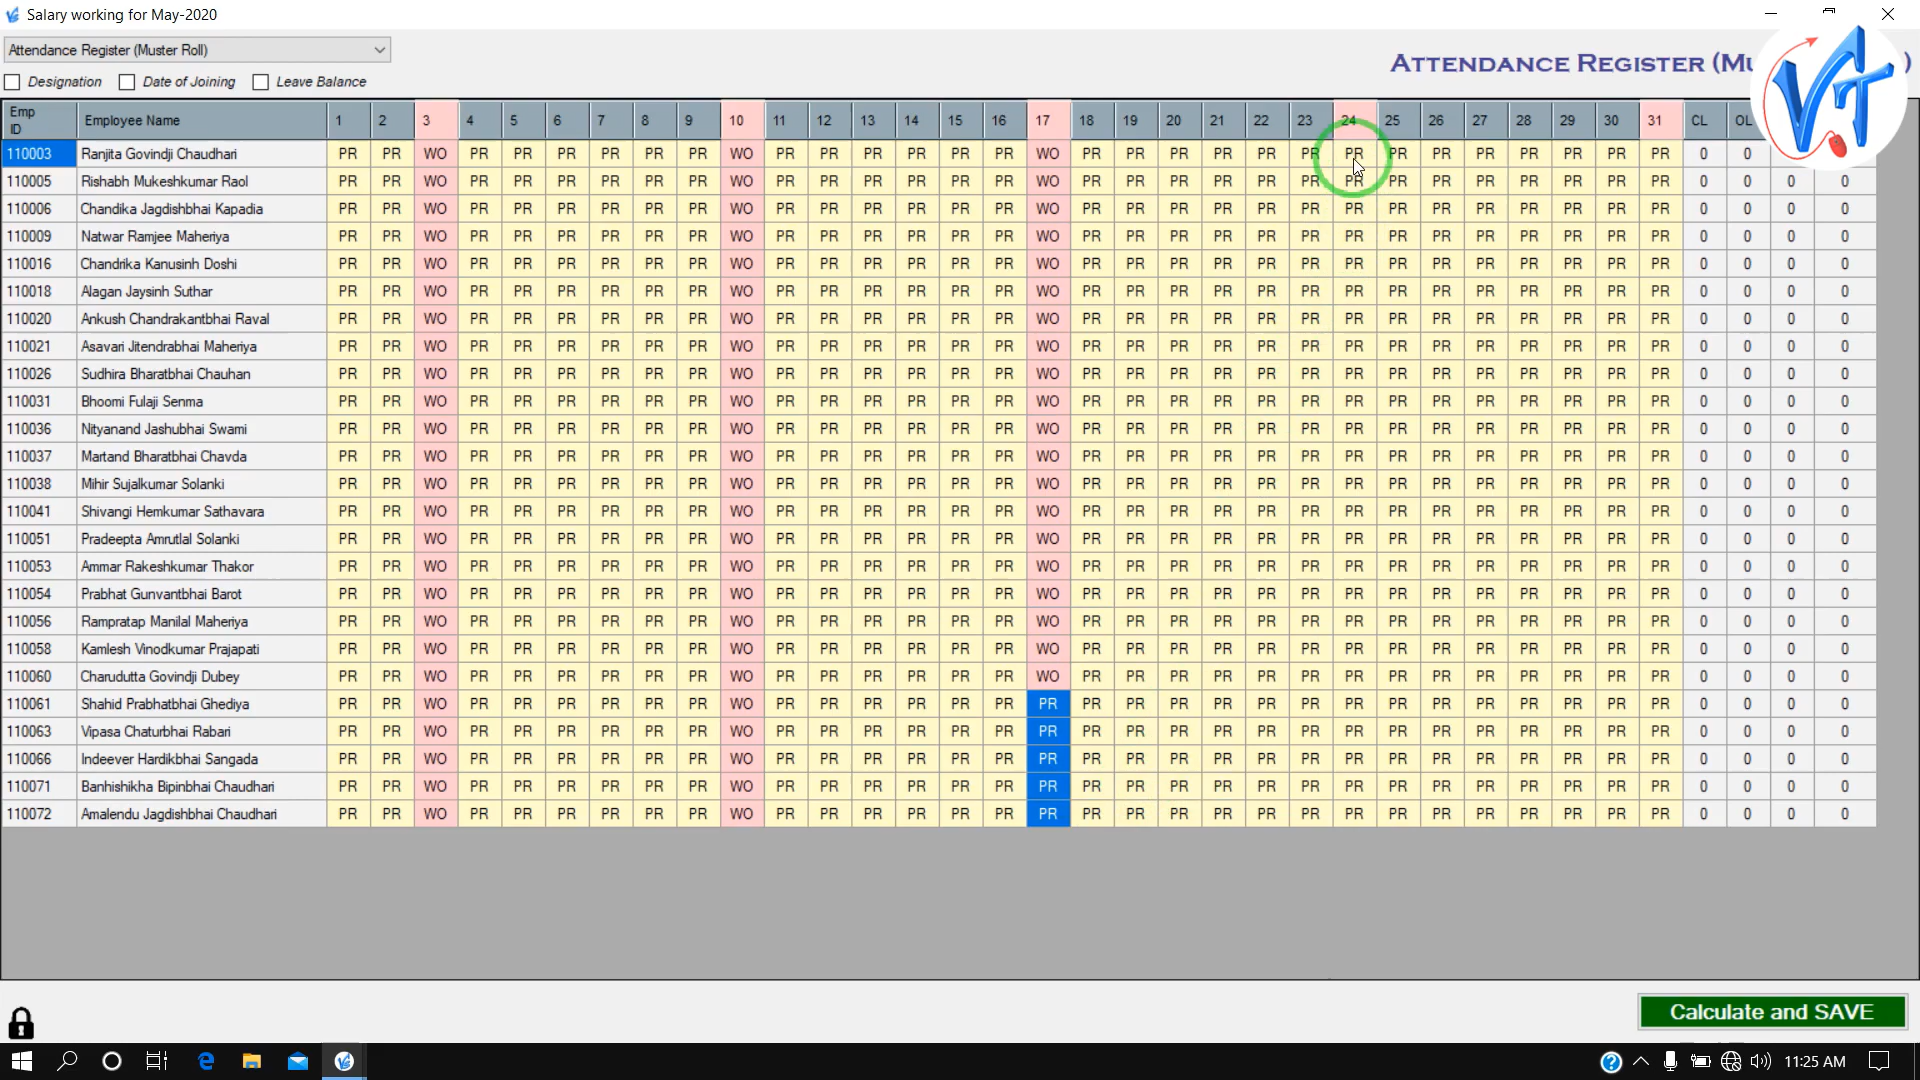 Salary working for May-2020
Attendance Register (Muster Roll)
ATTENDANCE REGISTER (MU )
Designation Date of Joining Leave Balance
Emp ID Employee Name 1 2 3 4 5 6 7 8 9 10 11 12 13 14 15 16 17 18 19 20 21 22 23 24 25 26 27 28 29 30 31 CL OL
110003 Ranjita Govindji Chaudhari PR PR WO PR PR PR PR PR PR WO PR PR PR PR PR PR WO PR PR PR PR PR PR PR PR PR PR PR PR PR PR 0 0
110005 Rishabh Mukeshkumar Raol PR PR WO PR PR PR PR PR PR WO PR PR PR PR PR PR WO PR PR PR PR PR PR PR PR PR PR PR PR PR PR 0 0 0 0
110006 Chandika Jagdishbhai Kapadia PR PR WO PR PR PR PR PR PR WO PR PR PR PR PR PR WO PR PR PR PR PR PR PR PR PR PR PR PR PR PR 0 0 0 0
110009 Natwar Ramjee Maheriya PR PR WO PR PR PR PR PR PR WO PR PR PR PR PR PR WO PR PR PR PR PR PR PR PR PR PR PR PR PR PR 0 0 0 0
110016 Chandrika Kanusinh Doshi PR PR WO PR PR PR PR PR PR WO PR PR PR PR PR PR WO PR PR PR PR PR PR PR PR PR PR PR PR PR PR 0 0 0 0
110018 Alagan Jaysinh Suthar PR PR WO PR PR PR PR PR PR WO PR PR PR PR PR PR WO PR PR PR PR PR PR PR PR PR PR PR PR PR PR 0 0 0 0
110020 Ankush Chandrakantbhai Raval PR PR WO PR PR PR PR PR PR WO PR PR PR PR PR PR WO PR PR PR PR PR PR PR PR PR PR PR PR PR PR 0 0 0 0
110021 Asavari Jitendrabhai Maheriya PR PR WO PR PR PR PR PR PR WO PR PR PR PR PR PR WO PR PR PR PR PR PR PR PR PR PR PR PR PR PR 0 0 0 0
110026 Sudhira Bharatbhai Chauhan PR PR WO PR PR PR PR PR PR WO PR PR PR PR PR PR WO PR PR PR PR PR PR PR PR PR PR PR PR PR PR 0 0 0 0
110031 Bhoomi Fulaji Senma PR PR WO PR PR PR PR PR PR WO PR PR PR PR PR PR WO PR PR PR PR PR PR PR PR PR PR PR PR PR PR 0 0 0 0
110036 Nityanand Jashubhai Swami PR PR WO PR PR PR PR PR PR WO PR PR PR PR PR PR WO PR PR PR PR PR PR PR PR PR PR PR PR PR PR 0 0 0 0
110037 Martand Bharatbhai Chavda PR PR WO PR PR PR PR PR PR WO PR PR PR PR PR PR WO PR PR PR PR PR PR PR PR PR PR PR PR PR PR 0 0 0 0
110038 Mihir Sujalkumar Solanki PR PR WO PR PR PR PR PR PR WO PR PR PR PR PR PR WO PR PR PR PR PR PR PR PR PR PR PR PR PR PR 0 0 0 0
110041 Shivangi Hemkumar Sathavara PR PR WO PR PR PR PR PR PR WO PR PR PR PR PR PR WO PR PR PR PR PR PR PR PR PR PR PR PR PR PR 0 0 0 0
110051 Pradeepta Amrutlal Solanki PR PR WO PR PR PR PR PR PR WO PR PR PR PR PR PR WO PR PR PR PR PR PR PR PR PR PR PR PR PR PR 0 0 0 0
110053 Ammar Rakeshkumar Thakor PR PR WO PR PR PR PR PR PR WO PR PR PR PR PR PR WO PR PR PR PR PR PR PR PR PR PR PR PR PR PR 0 0 0 0
110054 Prabhat Gunvantbhai Barot PR PR WO PR PR PR PR PR PR WO PR PR PR PR PR PR WO PR PR PR PR PR PR PR PR PR PR PR PR PR PR 0 0 0 0
110056 Rampratap Manilal Maheriya PR PR WO PR PR PR PR PR PR WO PR PR PR PR PR PR WO PR PR PR PR PR PR PR PR PR PR PR PR PR PR 0 0 0 0
110058 Kamlesh Vinodkumar Prajapati PR PR WO PR PR PR PR PR PR WO PR PR PR PR PR PR WO PR PR PR PR PR PR PR PR PR PR PR PR PR PR 0 0 0 0
110060 Charudutta Govindji Dubey PR PR WO PR PR PR PR PR PR WO PR PR PR PR PR PR WO PR PR PR PR PR PR PR PR PR PR PR PR PR PR 0 0 0 0
110061 Shahid Prabhatbhai Ghediya PR PR WO PR PR PR PR PR PR WO PR PR PR PR PR PR PR PR PR PR PR PR PR PR PR PR PR PR PR PR PR 0 0 0 0
110063 Vipasa Chaturbhai Rabari PR PR WO PR PR PR PR PR PR WO PR PR PR PR PR PR PR PR PR PR PR PR PR PR PR PR PR PR PR PR PR 0 0 0 0
110066 Indeever Hardikbhai Sangada PR PR WO PR PR PR PR PR PR WO PR PR PR PR PR PR PR PR PR PR PR PR PR PR PR PR PR PR PR PR PR 0 0 0 0
110071 Banhishikha Bipinbhai Chaudhari PR PR WO PR PR PR PR PR PR WO PR PR PR PR PR PR PR PR PR PR PR PR PR PR PR PR PR PR PR PR PR 0 0 0 0
110072 Amalendu Jagdishbhai Chaudhari PR PR WO PR PR PR PR PR PR WO PR PR PR PR PR PR PR PR PR PR PR PR PR PR PR PR PR PR PR PR PR 0 0 0 0
Calculate and SAVE
11:25 AM